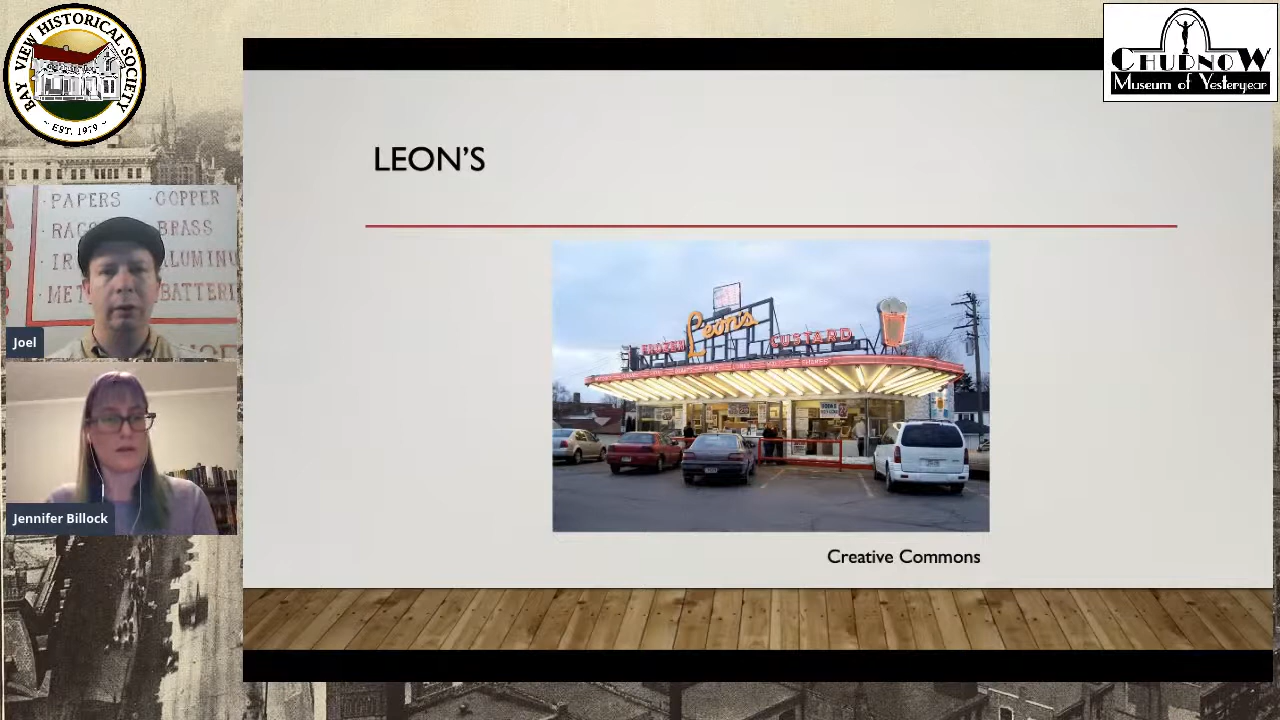 BAY VIEW HISTORICAL SOCIETY
~ EST. 1979 ~
CHUDNOW
Museum of Yesteryear
LEON'S
· PAPERS · COPPER
BRASS
Joel
Jennifer Billock
Leon's
FROZEN CUSTARD
Creative Commons